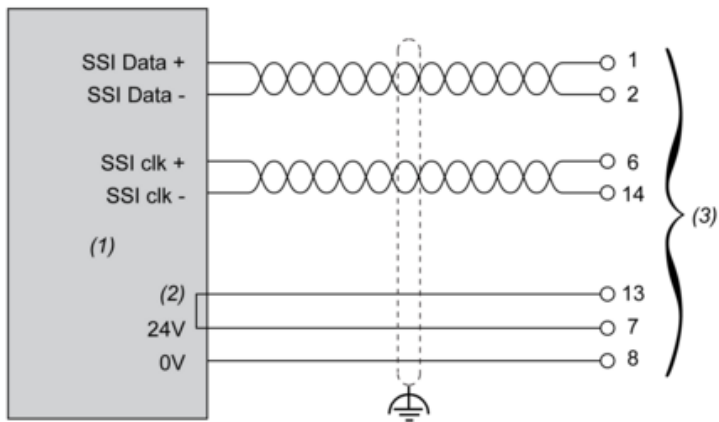 SSI Data + 1
SSI Data - 2
SSI clk + 6
SSI clk - 14
(1)
(3)
(2) 13
24V 7
0V 8